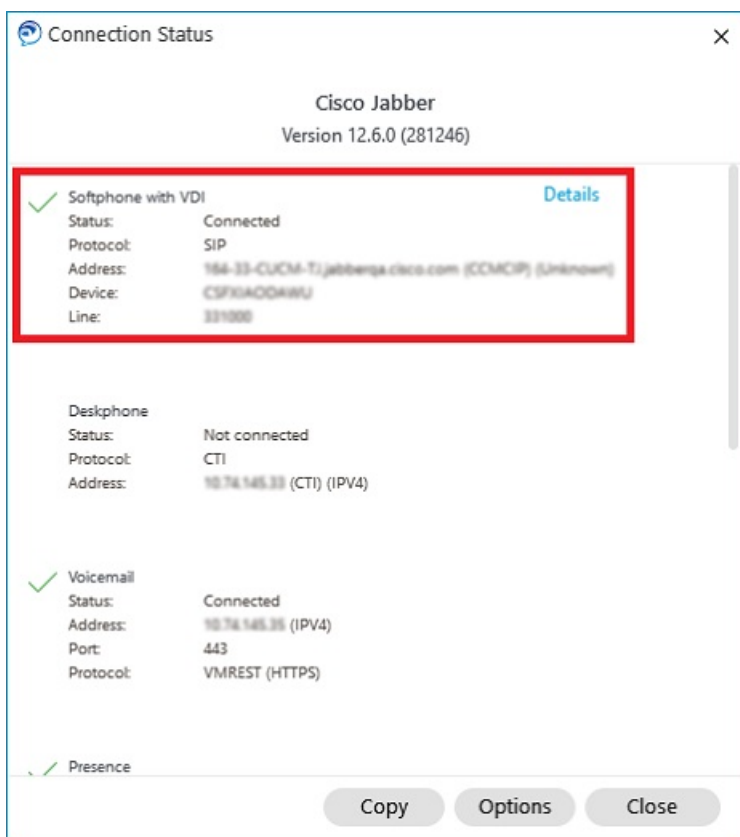 Connection Status
Cisco Jabber
Version 12.6.0 (281246)
Softphone with VDI Details
Status: Connected
Protocol: SIP
Address:
Device:
Line:
Deskphone
Status: Not connected
Protocol: CTI
Address: (CTI) (IPV4)
Voicemail
Status: Connected
Address: (IPV4)
Port: 443
Protocol: VMREST (HTTPS)
Presence
Copy Options Close